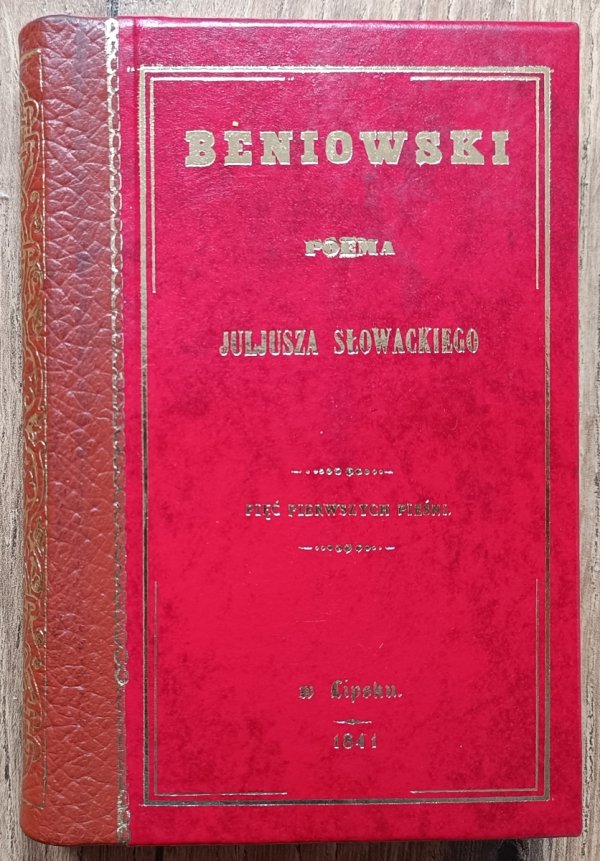 BENIOWSKI
POEMA
JULJUSZA SŁOWACKIEGO
PIĘĆ PIERWSZYCH PIEŚNI.
w Lipsku.
1841